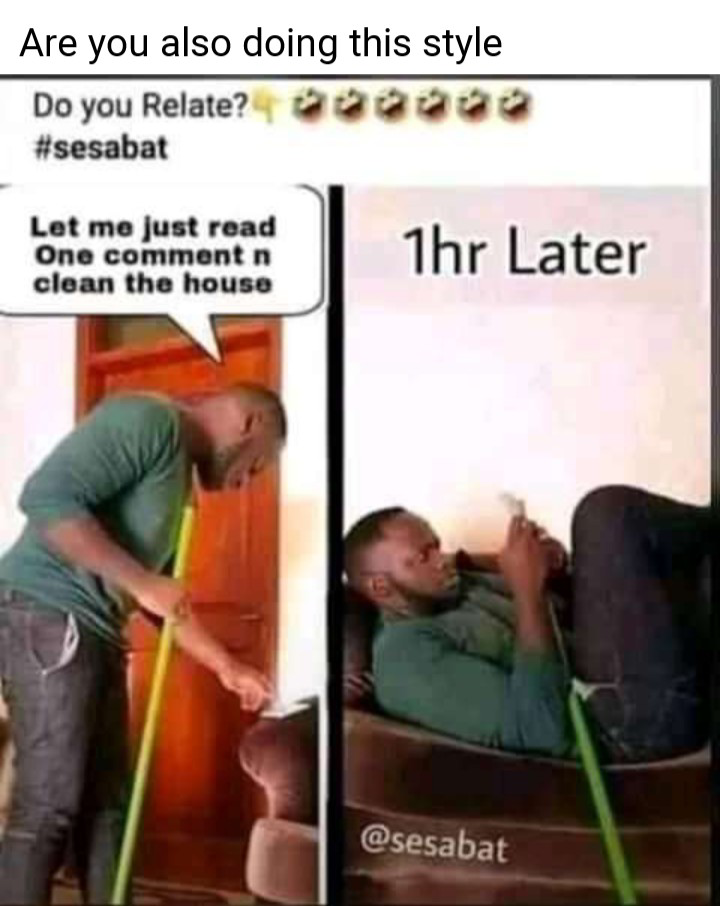 Are you also doing this style
Do you Relate?
#sesabat
Let me just read
One comment n
clean the house
1hr Later
@sesabat